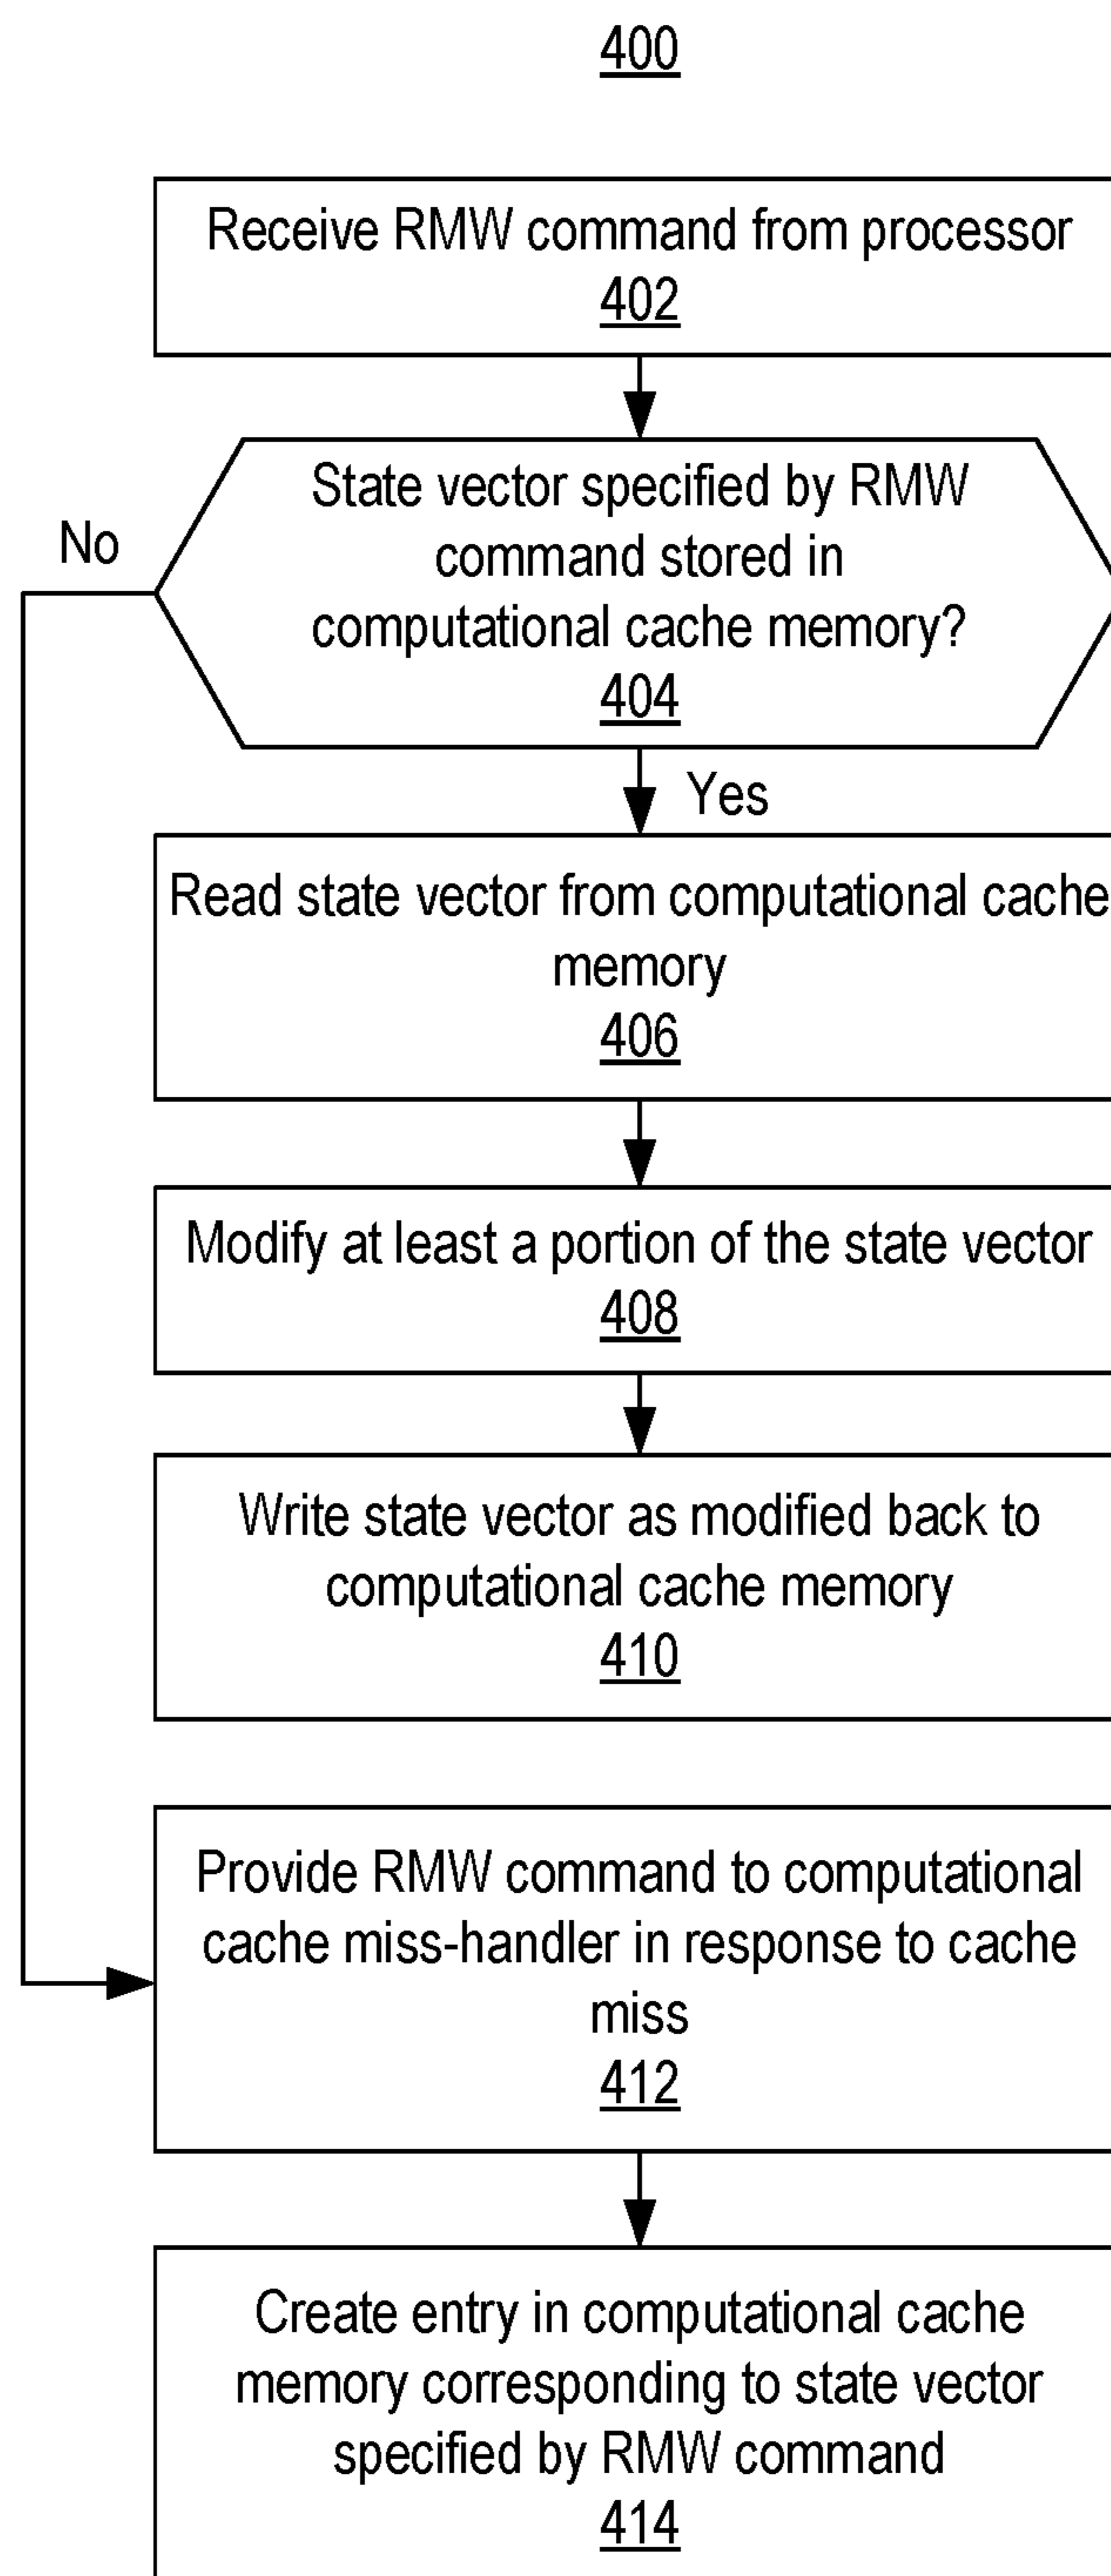 400
Receive RMW command from processor
402
State vector specified by RMW
command stored in
computational cache memory?
404
No
Yes
Read state vector from computational cache
memory
406
Modify at least a portion of the state vector
408
Write state vector as modified back to
computational cache memory
410
Provide RMW command to computational
cache miss-handler in response to cache
miss
412
Create entry in computational cache
memory corresponding to state vector
specified by RMW command
414